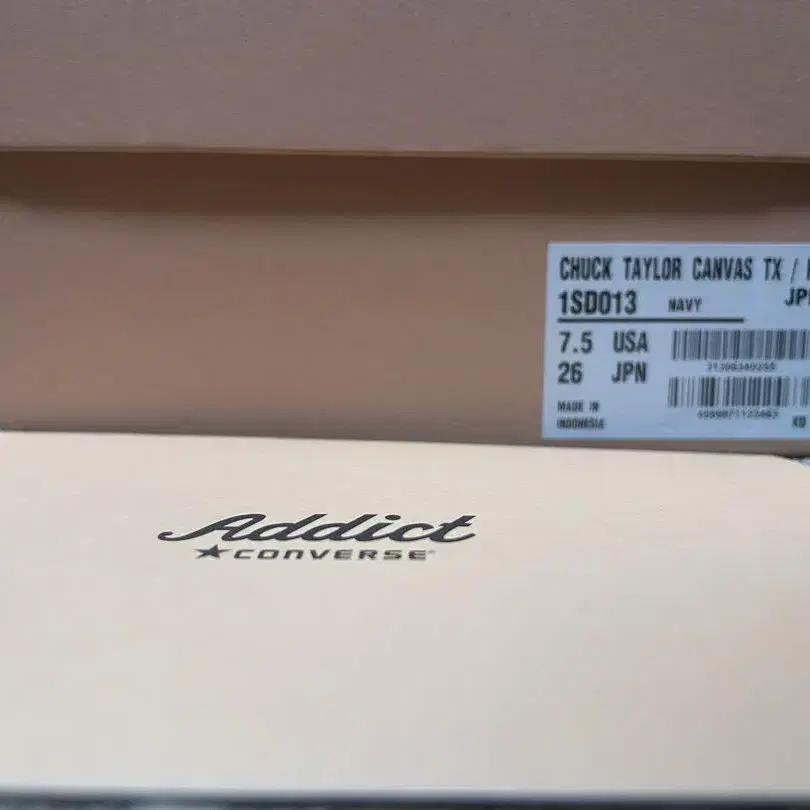 CHUCK TAYLOR CANVAS TX /
1SD013 NAVY
7.5 USA
26 JPN
MADE IN
INDONESIA
Addict
CONVERSE